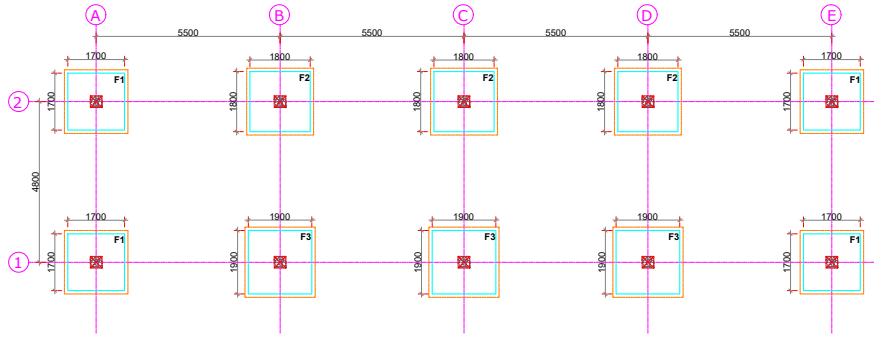 A B C D E
5500 5500 5500 5500
1700 1800 1800 1800 1700
F1 F2 F2 F2 F1
2 1700 1800 1800 1800 1700
4800
1700 1900 1900 1900 1700
F1 F3 F3 F3 F1
1 1700 1900 1900 1900 1700